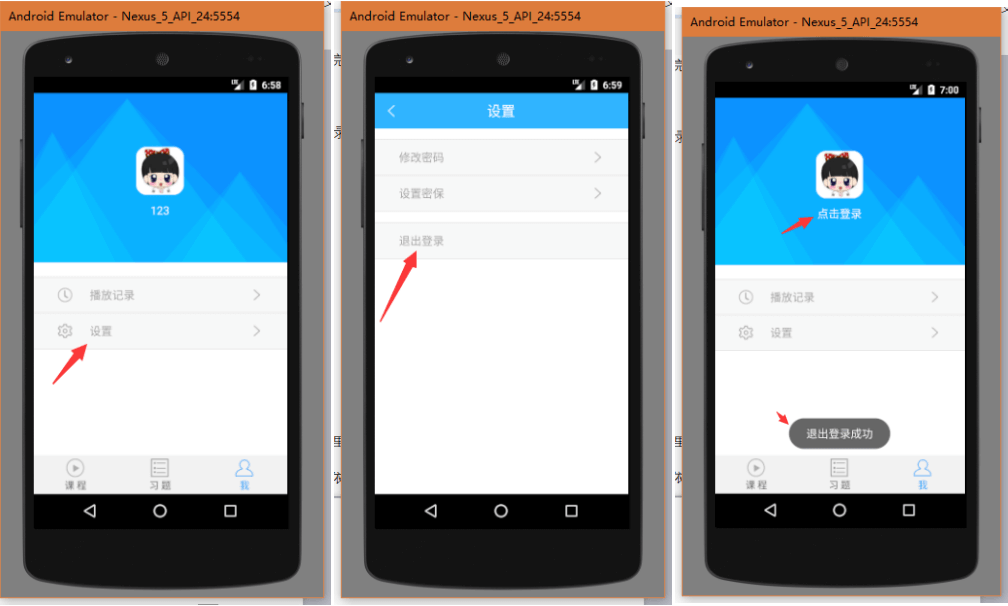 Android Emulator - Nexus_5_API_24:5554
6:58
123
播放记录
设置
课程
习题
我
Android Emulator - Nexus_5_API_24:5554
6:59
设置
修改密码
设置密保
退出登录
Android Emulator - Nexus_5_API_24:5554
7:00
点击登录
播放记录
设置
退出登录成功
课程
习题
我